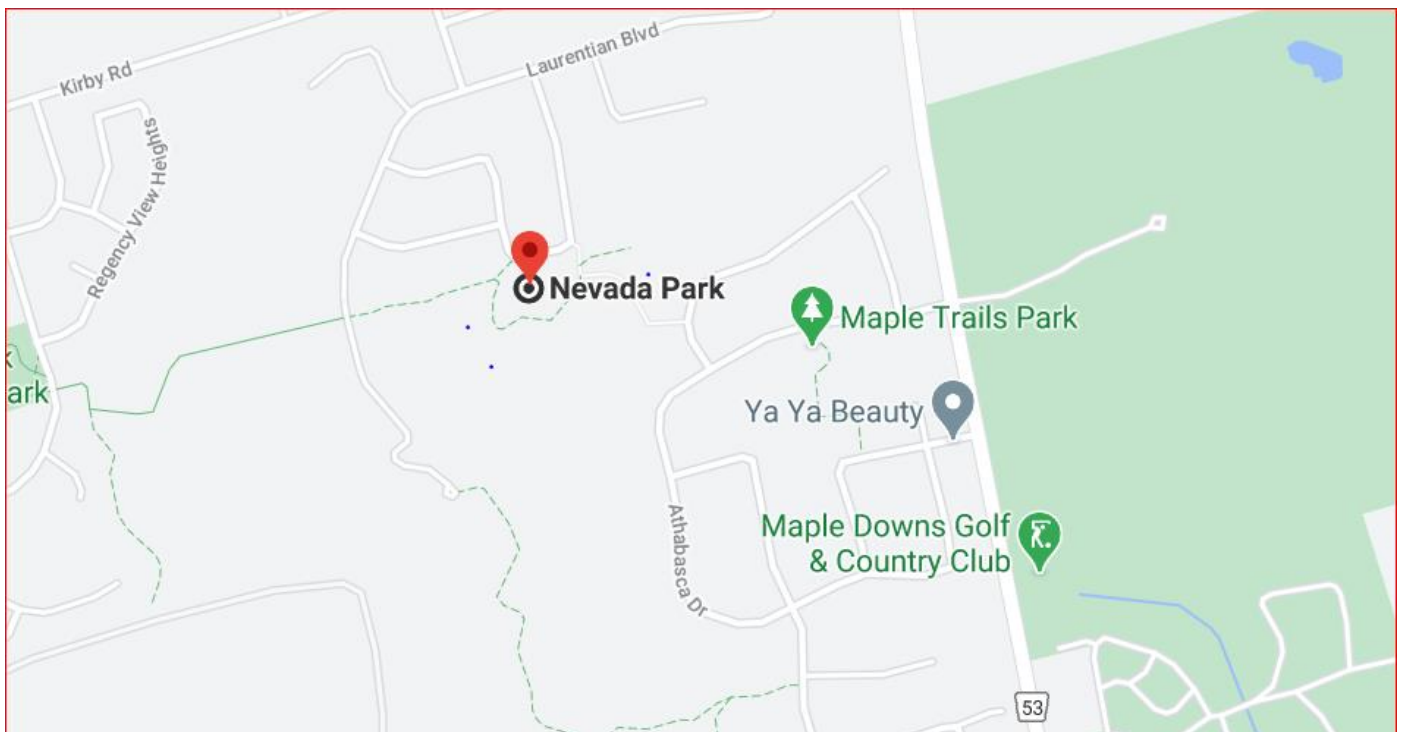 Kirby Rd
Laurentian Blvd
Regency View Heights
Nevada Park
Maple Trails Park
ark
Ya Ya Beauty
Athabasca Dr
Maple Downs Golf
& Country Club
53